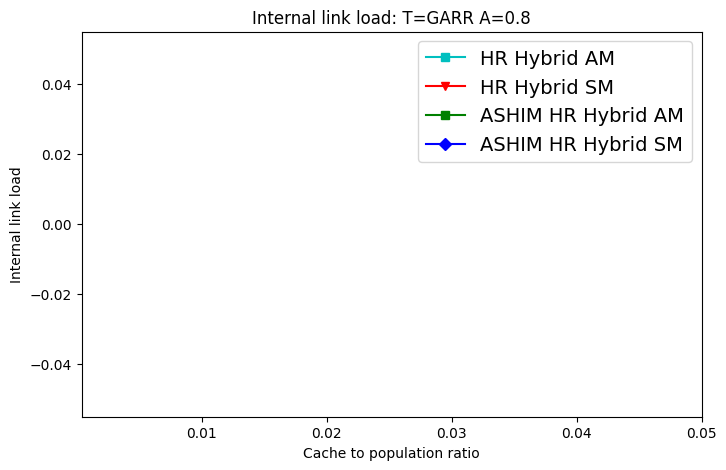 Internal link load: T=GARR A=0.8
HR Hybrid AM
HR Hybrid SM
ASHIM HR Hybrid AM
ASHIM HR Hybrid SM
Internal link load
0.04
0.02
0.00
−0.02
−0.04
0.01 0.02 0.03 0.04 0.05
Cache to population ratio